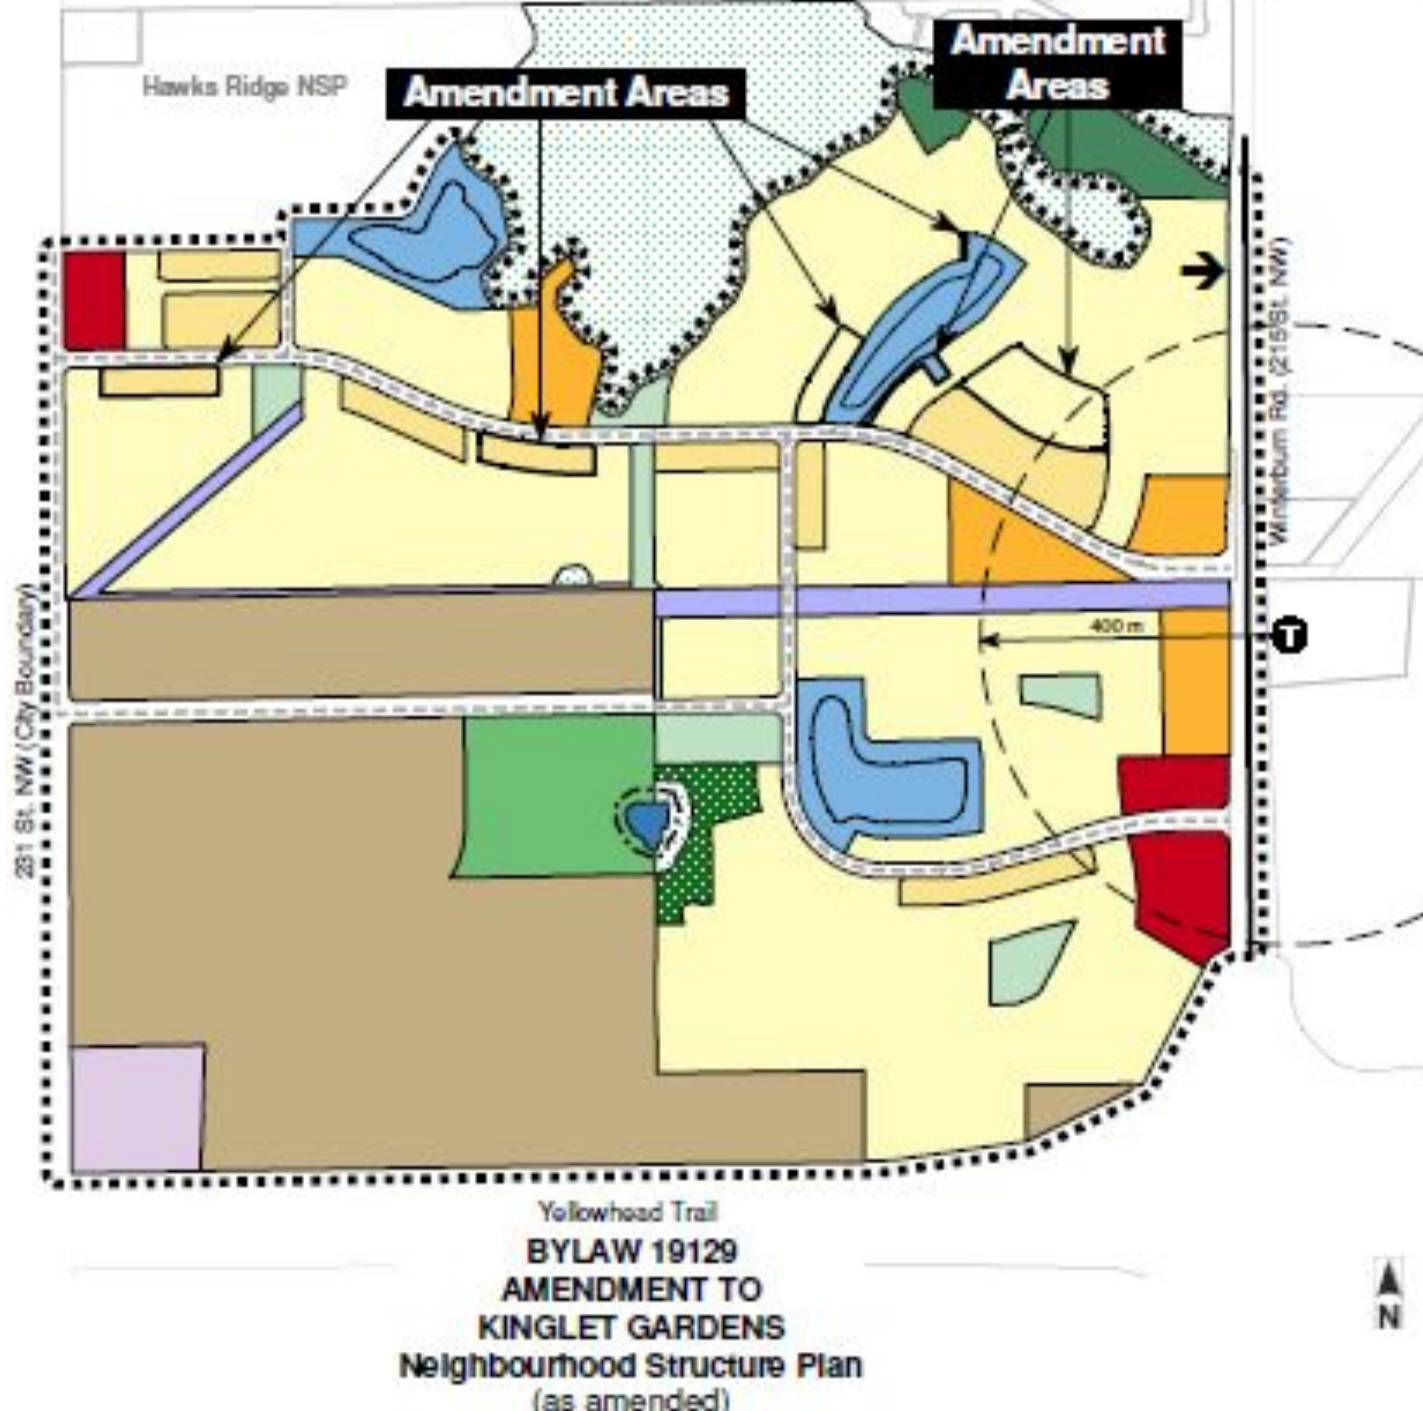 Amendment
Areas
Hawks Ridge NSP
Amendment Areas
Winterburn Rd. (215 St. NW)
400 m
T
231 St. NW (City Boundary)
Yellowhead Trail
BYLAW 19129
AMENDMENT TO
KINGLET GARDENS
Neighbourhood Structure Plan
(as amended)
N